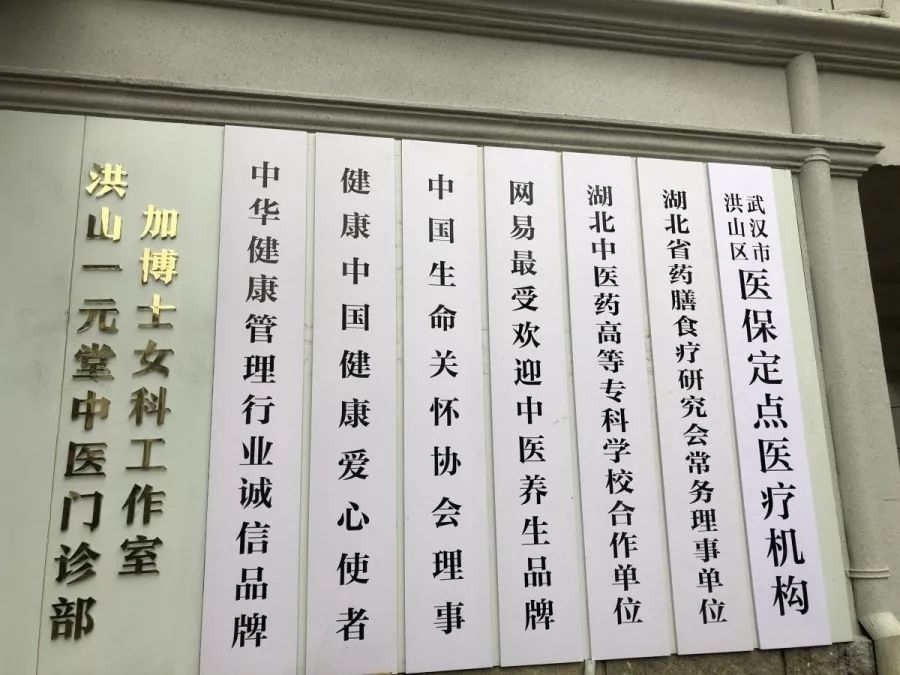 洪山一元堂中医门诊部
加博士女科工作室
中华健康管理行业诚信品牌
健康中国健康爱心使者
中国生命关怀协会理事
网易最受欢迎中医养生品牌
湖北中医药高等专科学校合作单位
湖北省药膳食疗研究会常务理事单位
武汉市
洪山区
医保定点医疗机构